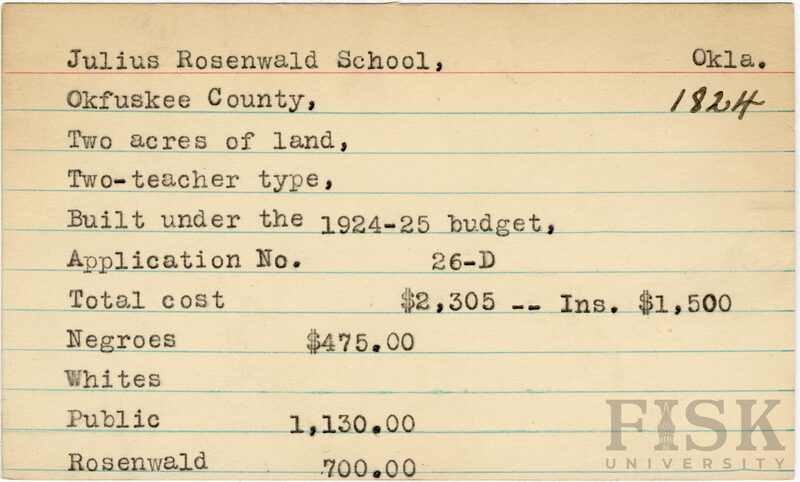 Julius Rosenwald School, Okla.
Okfuskee County, 1824
Two acres of land,
Two-teacher type,
Built under the 1924-25 budget,
Application No. 26-D
Total cost $2,305 -- Ins. $1,500
Negroes $475.00
Whites
Public 1,130.00
Rosenwald 700.00
FISK
UNIVERSITY